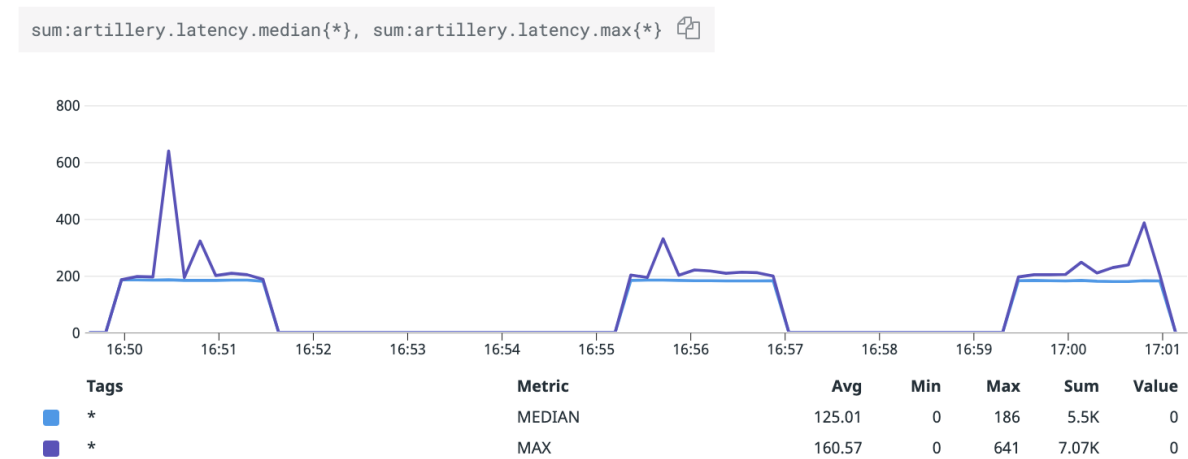 sum:artillery.latency.median{*}, sum:artillery.latency.max{*}
800
600
400
200
0
16:50 16:51 16:52 16:53 16:54 16:55 16:56 16:57 16:58 16:59 17:00 17:01
Tags Metric Avg Min Max Sum Value
* MEDIAN 125.01 0 186 5.5K 0
* MAX 160.57 0 641 7.07K 0